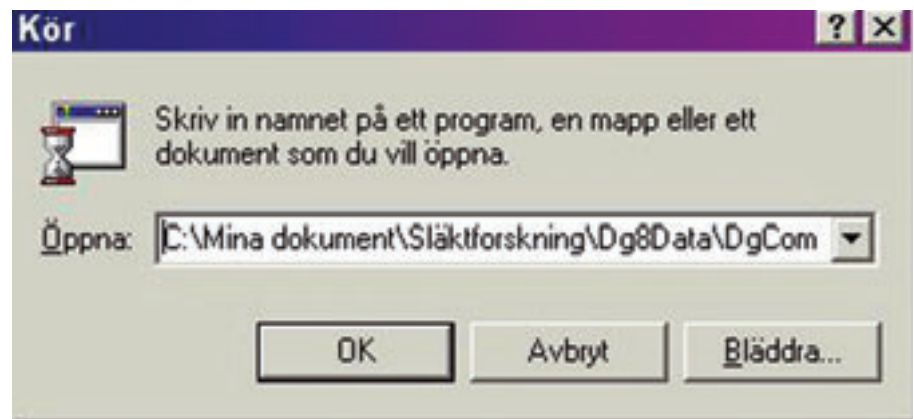 Kör
Skriv in namnet på ett program, en mapp eller ett
dokument som du vill öppna.
Öppna: C:\Mina dokument\Släktforskning\Dg8Data\DgCom
OK Avbryt Bläddra...